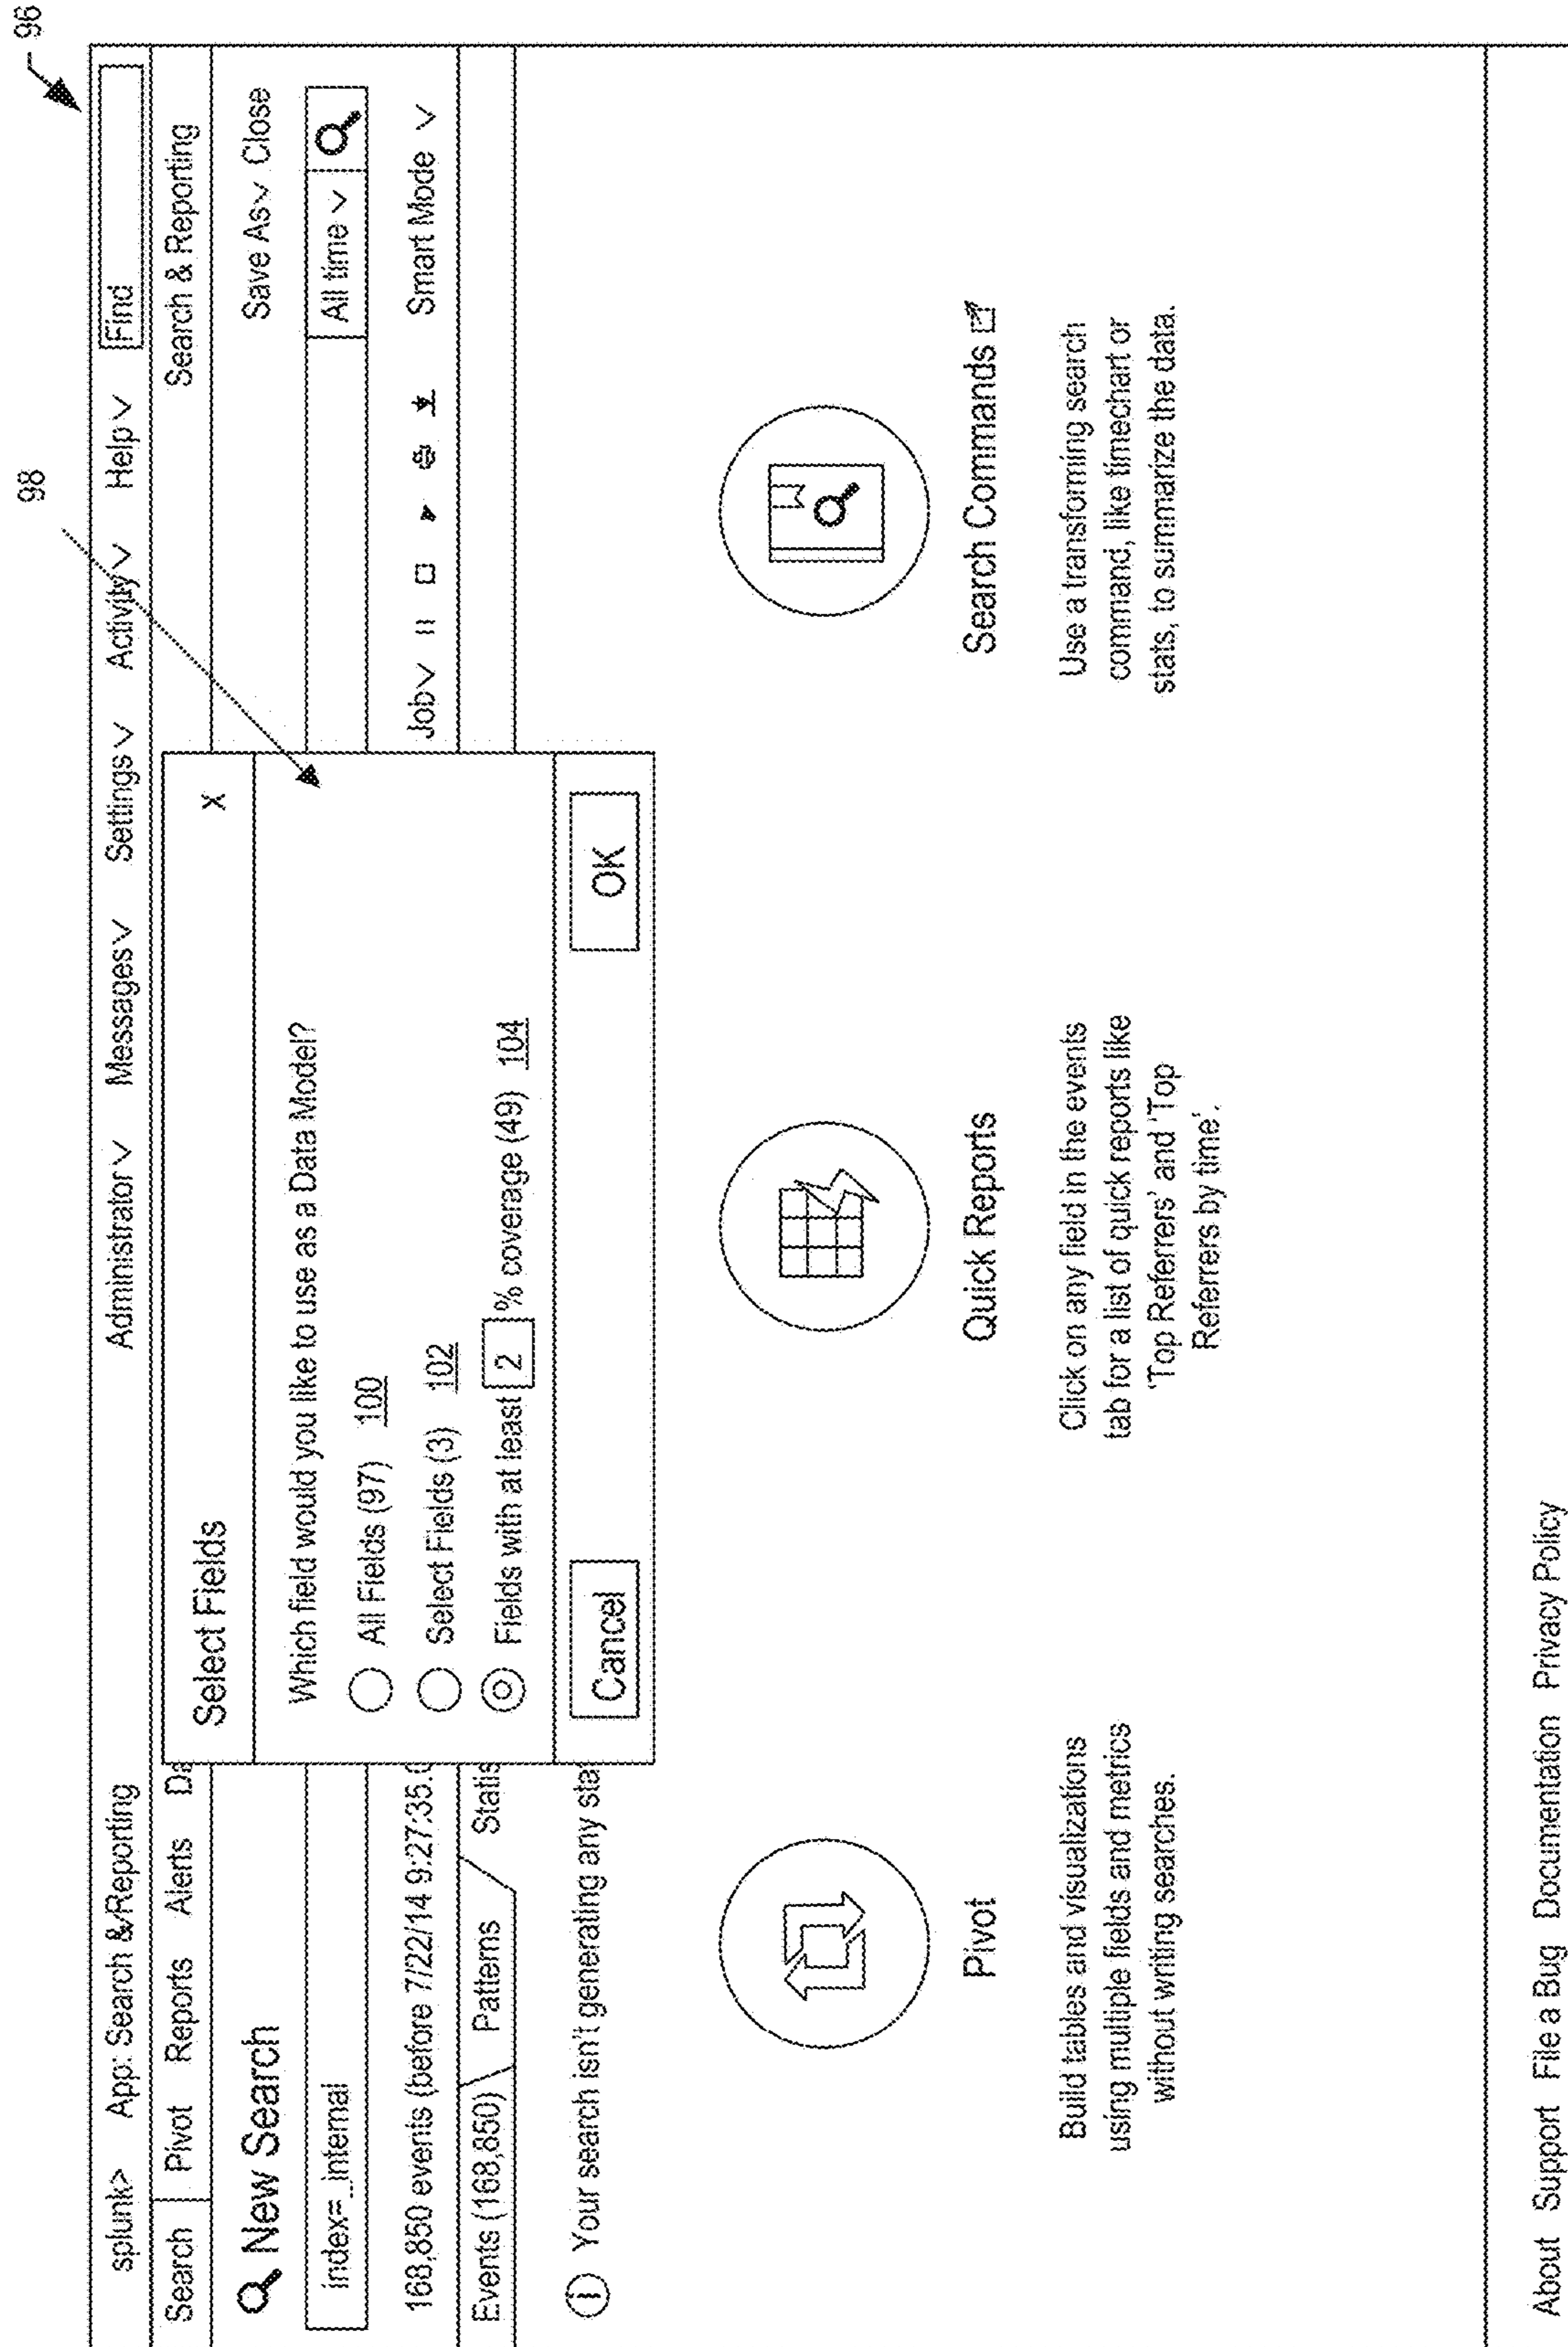 96
98
splunk> App: Search &Reporting Administrator Messages Settings Activity Help Find
Search Pivot Reports Alerts Da Search & Reporting
New Search Save As Close
index=_internal All time
168,850 events (before 7/22/14 9:27:35.0 Job Smart Mode
Events (168,850) Patterns Statis
Your search isn't generating any sta
Select Fields X
Which field would you like to use as a Data Model?
All Fields (97) 100
Select Fields (3) 102
Fields with at least 2 % coverage (49) 104
Cancel OK
Pivot
Build tables and visualizations
using multiple fields and metrics
without writing searches.
Quick Reports
Click on any field in the events
tab for a list of quick reports like
'Top Referrers' and 'Top
Referrers by time'.
Search Commands
Use a transforming search
command, like timechart or
stats, to summarize the data.
About Support File a Bug Documentation Privacy Policy